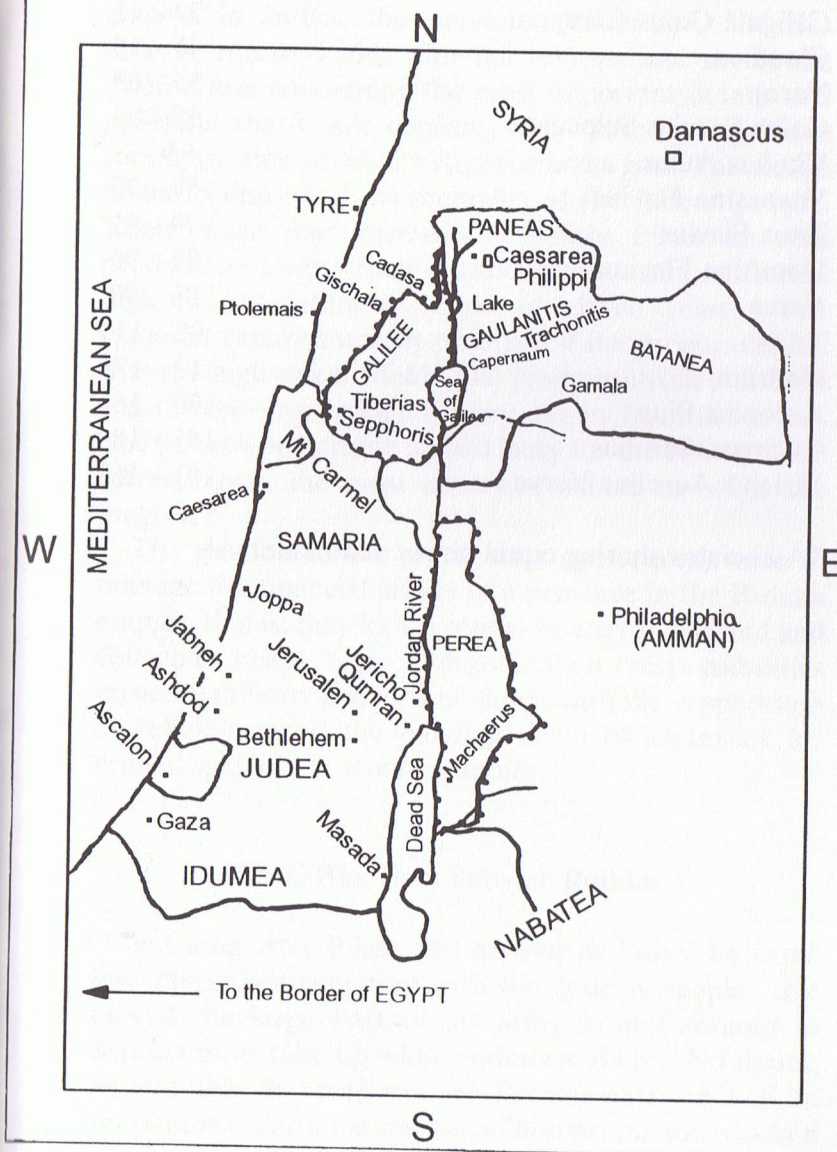 N
SYRIA
Damascus
TYRE
PANEAS
Caesarea
Philippi
Cadasa
Gischala
Lake
Ptolemais
GAULANITIS
Trachonitis
MEDITERRANEAN SEA
GALILEE
Capernaum
BATANEA
Sea
of
Galilee
Gamala
Tiberias
Sepphoris
Mt Carmel
Caesarea
W
SAMARIA
E
Joppa
Jordan River
PEREA
Philadelphia
(AMMAN)
Jabneh
Ashdod
Ascalon
Jericho
Qumran
Jerusalen
Bethlehem
JUDEA
Machaerus
Dead Sea
Gaza
Masada
IDUMEA
NABATEA
To the Border of EGYPT
S